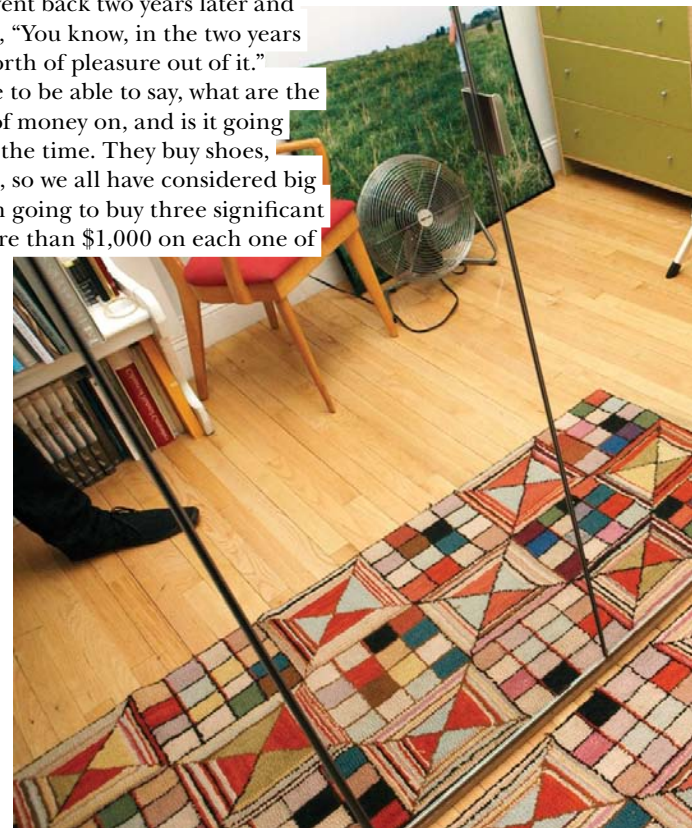 ent back two years later and
, “You know, in the two years
orth of pleasure out of it.”
e to be able to say, what are the
of money on, and is it going
the time. They buy shoes,
, so we all have considered big
n going to buy three significant
re than $1,000 on each one of